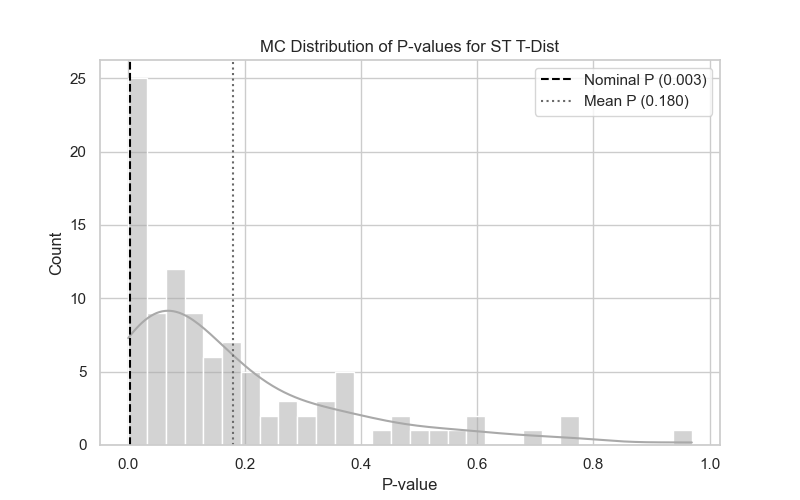 MC Distribution of P-values for ST T-Dist
Nominal P (0.003)
Mean P (0.180)
Count
25
20
15
10
5
0
0.0 0.2 0.4 0.6 0.8 1.0
P-value